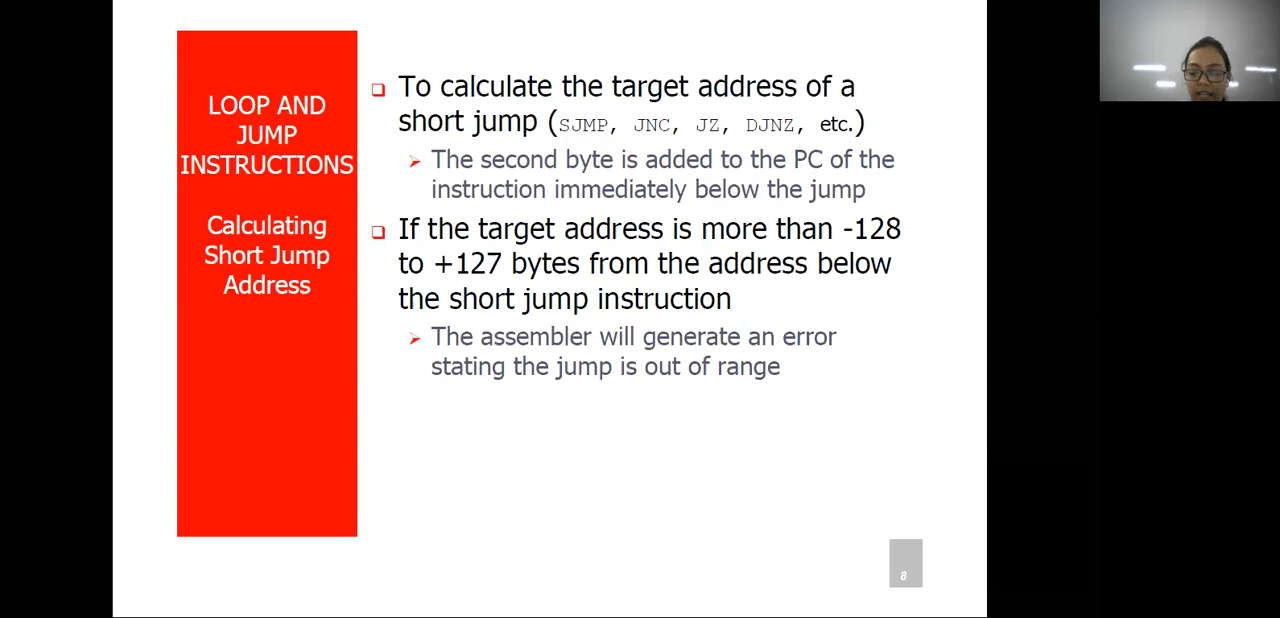 LOOP AND
JUMP
INSTRUCTIONS
Calculating
Short Jump
Address
To calculate the target address of a
short jump (SJMP, JNC, JZ, DJNZ, etc.)
The second byte is added to the PC of the
instruction immediately below the jump
If the target address is more than -128
to +127 bytes from the address below
the short jump instruction
The assembler will generate an error
stating the jump is out of range
8